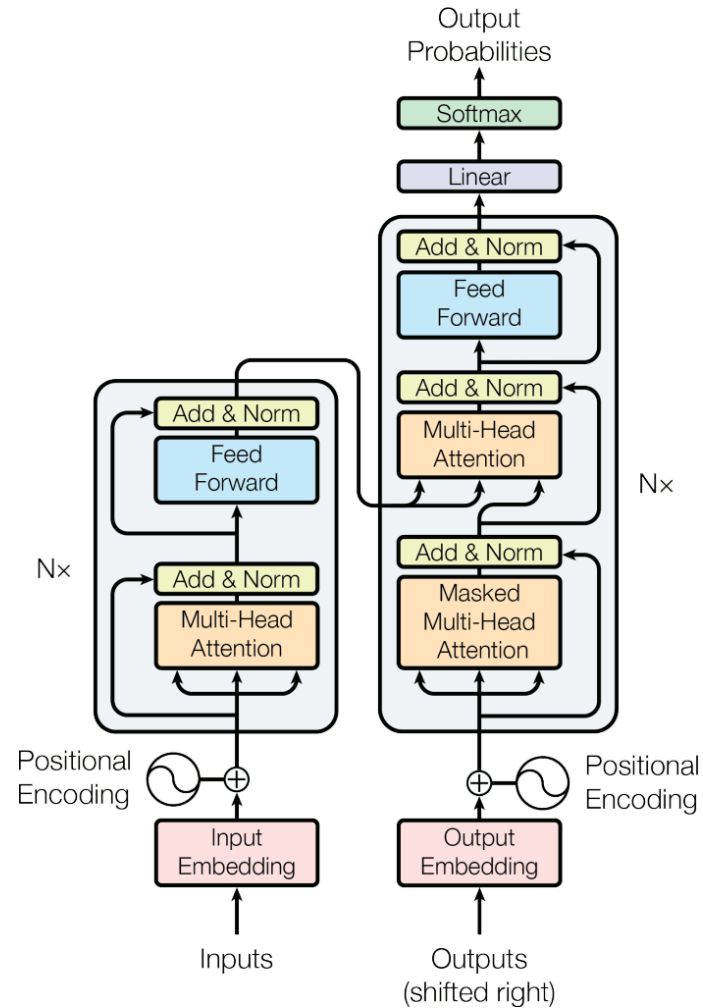 Output
Probabilities
Softmax
Linear
Add & Norm
Feed
Forward
Add & Norm
Multi-Head
Attention
Add & Norm
Masked
Multi-Head
Attention
Nx
Add & Norm
Feed
Forward
Add & Norm
Multi-Head
Attention
Nx
Positional
Encoding
Positional
Encoding
Input
Embedding
Output
Embedding
Inputs
Outputs
(shifted right)